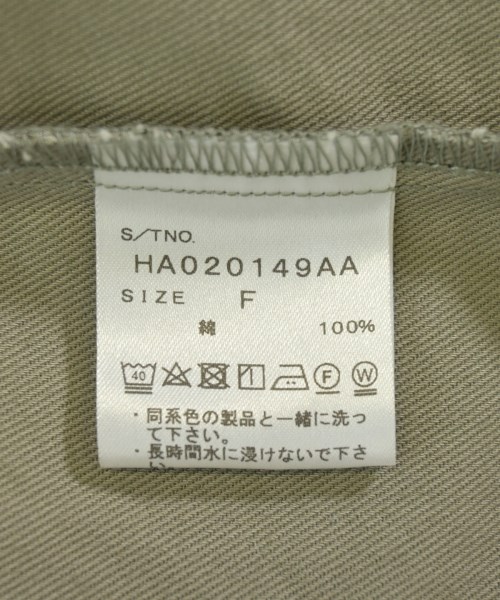 S/TNO.
HA020149AA
SIZE F
綿 100%
40 F W
・同系色の製品と一緒に洗っ
て下さい。
・長時間水に浸けないで下さ
い。